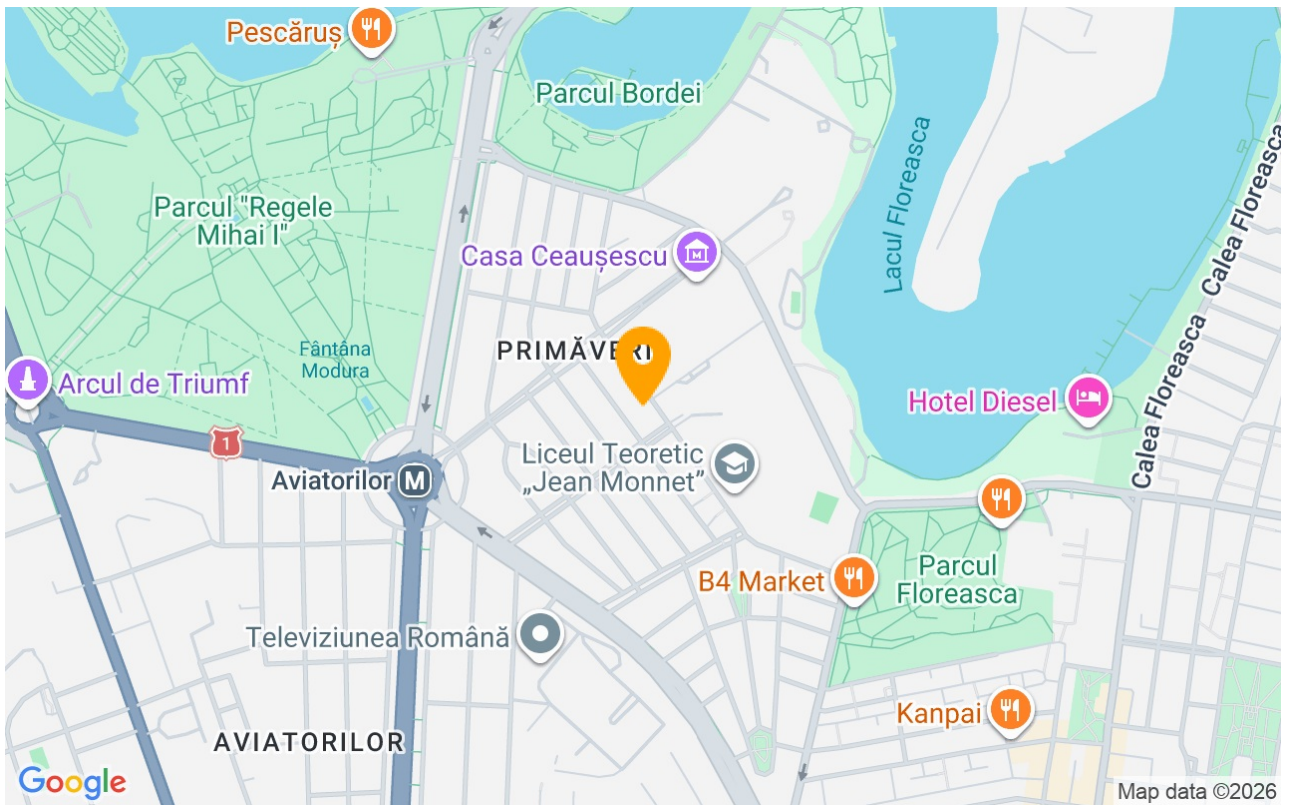 Pescăruș
Parcul Bordei
Parcul "Regele
Mihai I"
Lacul Floreasca
Calea Floreasca
Calea Floreasca
Casa Ceaușescu
Fântâna
Modura
PRIMĂVERII
Arcul de Triumf
Hotel Diesel
1
Aviatorilor M
Liceul Teoretic
„Jean Monnet”
Parcul
Floreasca
B4 Market
Televiziunea Română
Kanpai
AVIATORILOR
Google
Map data ©2026